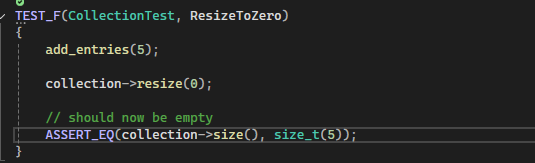 TEST_F(CollectionTest, ResizeToZero)
{
    add_entries(5);
    collection->resize(0);
    // should now be empty
    ASSERT_EQ(collection->size(), size_t(5));
}